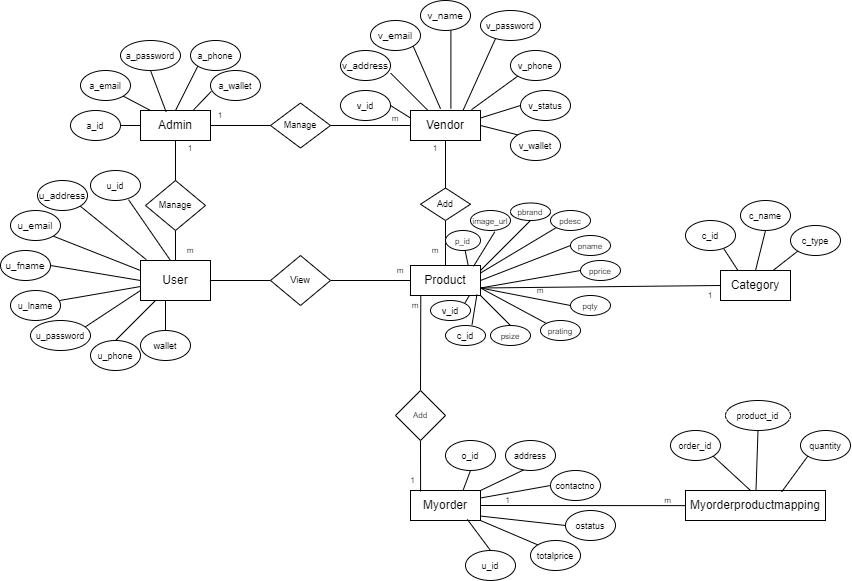 v_name
v_password
v_email
a_password
a_phone
v_address
v_phone
a_email
a_wallet
v_id
v_status
a_id
Admin
1
Manage
m
Vendor
v_wallet
1
1
u_id
u_address
Manage
Add
image_url
pbrand
pdesc
c_name
u_email
p_id
pname
c_id
c_type
m
m
u_fname
User
View
m
Product
pprice
Category
m
1
u_lname
m
v_id
pqty
u_password
c_id
psize
prating
u_phone
wallet
Add
product_id
o_id
address
order_id
quantity
1
contactno
Myorder
1
m
Myorderproductmapping
ostatus
totalprice
u_id